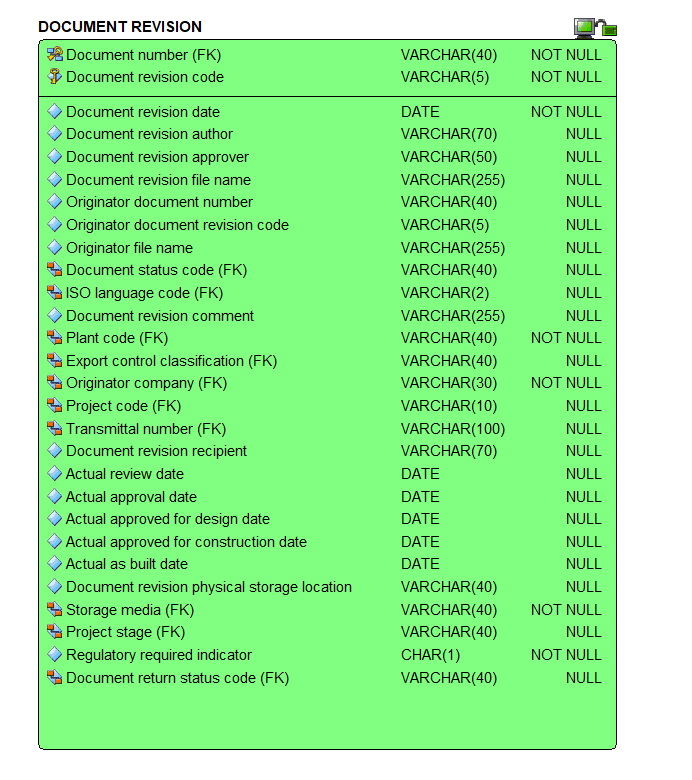 DOCUMENT REVISION
Document number (FK) VARCHAR(40) NOT NULL
Document revision code VARCHAR(5) NOT NULL
Document revision date DATE NOT NULL
Document revision author VARCHAR(70) NULL
Document revision approver VARCHAR(50) NULL
Document revision file name VARCHAR(255) NULL
Originator document number VARCHAR(40) NULL
Originator document revision code VARCHAR(5) NULL
Originator file name VARCHAR(255) NULL
Document status code (FK) VARCHAR(40) NULL
ISO language code (FK) VARCHAR(2) NULL
Document revision comment VARCHAR(255) NULL
Plant code (FK) VARCHAR(40) NOT NULL
Export control classification (FK) VARCHAR(40) NULL
Originator company (FK) VARCHAR(30) NOT NULL
Project code (FK) VARCHAR(10) NULL
Transmittal number (FK) VARCHAR(100) NULL
Document revision recipient VARCHAR(70) NULL
Actual review date DATE NULL
Actual approval date DATE NULL
Actual approved for design date DATE NULL
Actual approved for construction date DATE NULL
Actual as built date DATE NULL
Document revision physical storage location VARCHAR(40) NULL
Storage media (FK) VARCHAR(40) NOT NULL
Project stage (FK) VARCHAR(40) NULL
Regulatory required indicator CHAR(1) NOT NULL
Document return status code (FK) VARCHAR(40) NULL